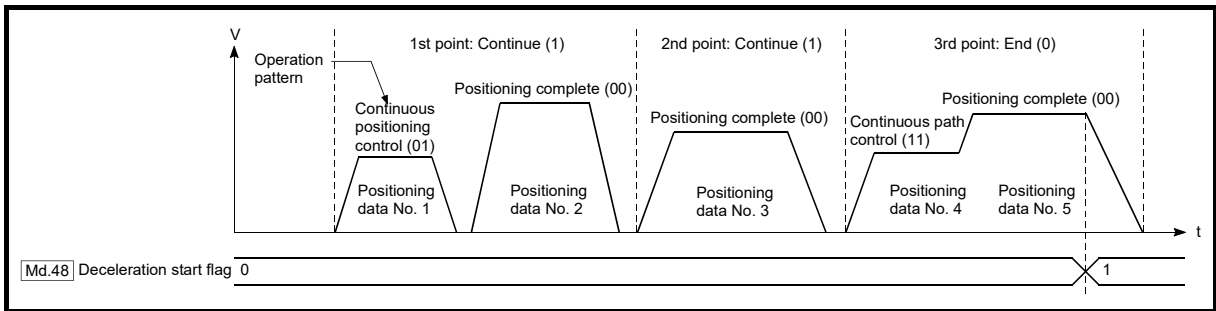 V
1st point: Continue (1)
2nd point: Continue (1)
3rd point: End (0)
Operation
pattern
Positioning complete (00)
Continuous
positioning
control (01)
Positioning complete (00)
Positioning complete (00)
Continuous path
control (11)
Positioning
data No. 1
Positioning
data No. 2
Positioning
data No. 3
Positioning
data No. 4
Positioning
data No. 5
t
Md.48 Deceleration start flag 0
1